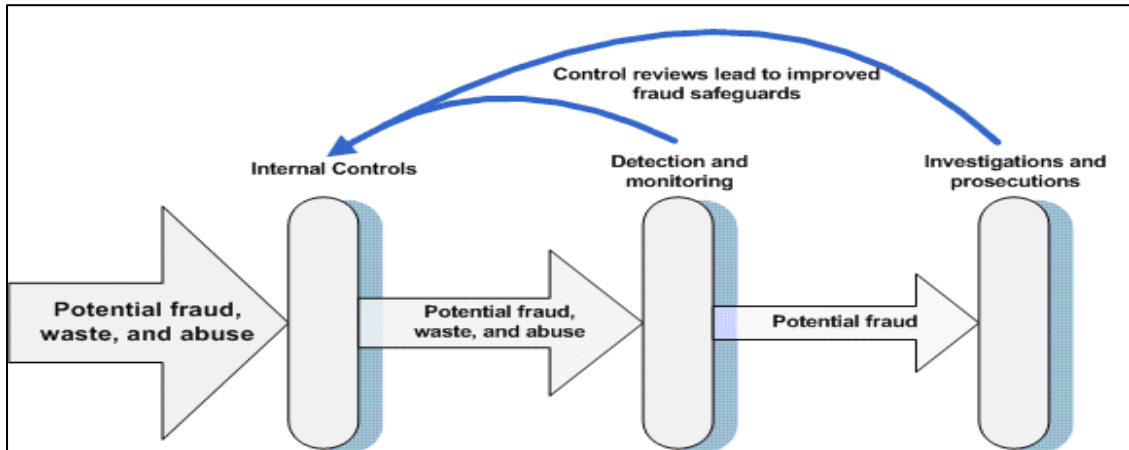 Control reviews lead to improved
fraud safeguards
Internal Controls
Detection and
monitoring
Investigations and
prosecutions
Potential fraud,
waste, and abuse
Potential fraud,
waste, and abuse
Potential fraud